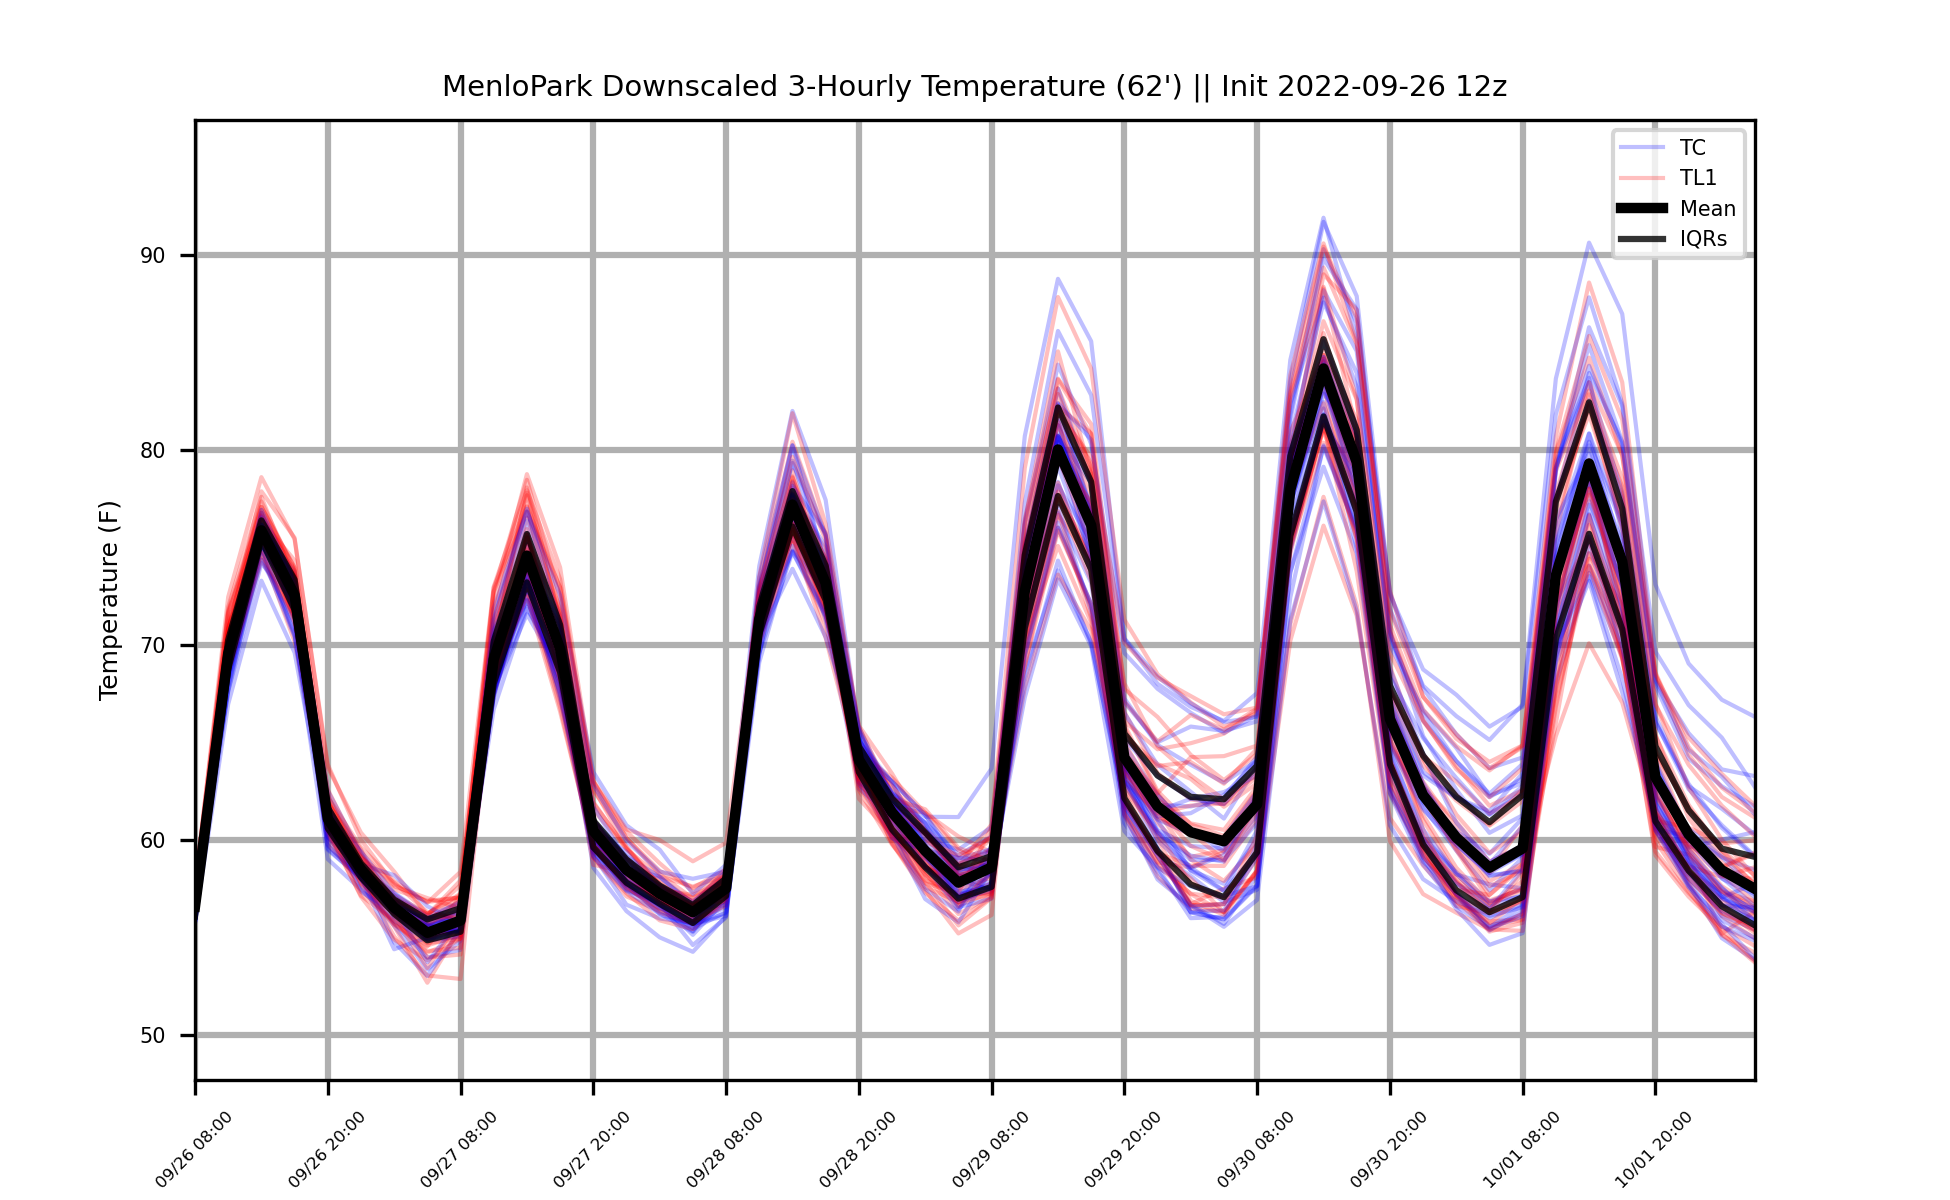 MenloPark Downscaled 3-Hourly Temperature (62') || Init 2022-09-26 12z
TC
TL1
Mean
IQRs
Temperature (F)
90
80
70
60
50
09/26 08:00
09/26 20:00
09/27 08:00
09/27 20:00
09/28 08:00
09/28 20:00
09/29 08:00
09/29 20:00
09/30 08:00
09/30 20:00
10/01 08:00
10/01 20:00